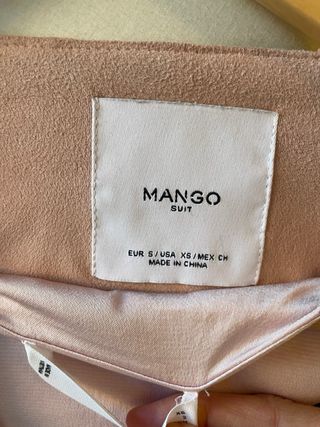 MANGO
SUIT
EUR S / USA XS / MEX CH
MADE IN CHINA